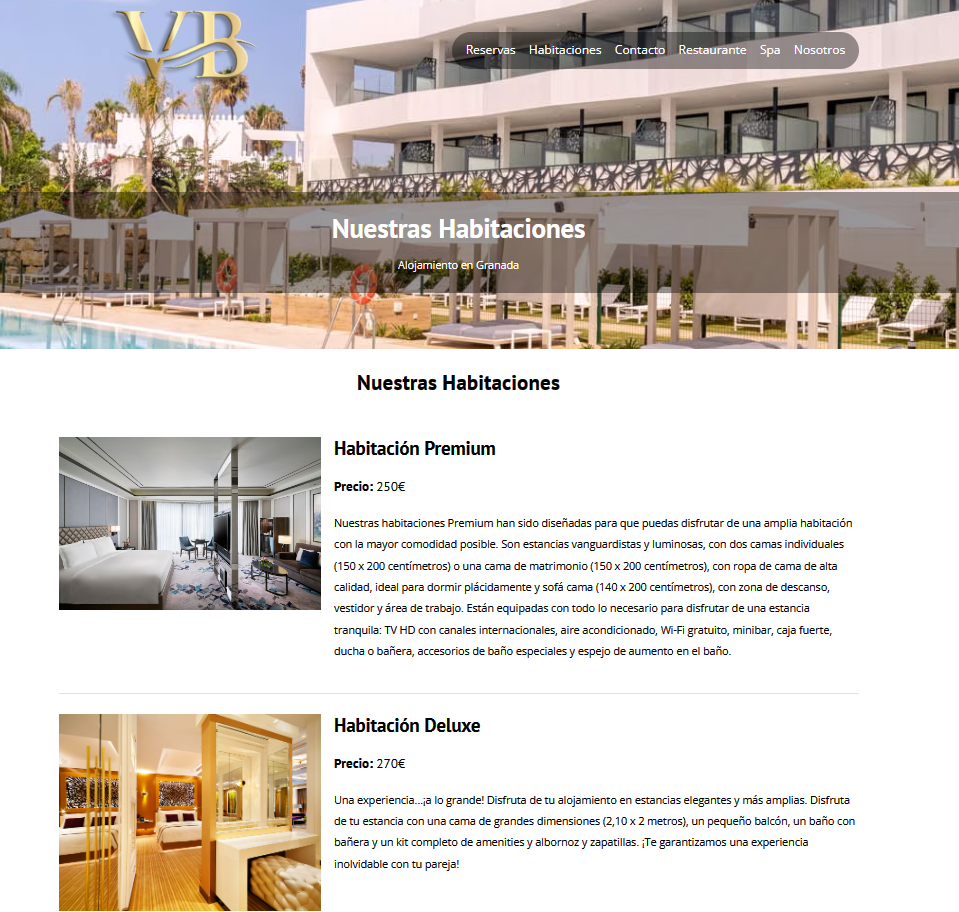 VB
Reservas Habitaciones Contacto Restaurante Spa Nosotros
Nuestras Habitaciones
Alojamiento en Granada
Nuestras Habitaciones
Habitación Premium
Precio: 250€
Nuestras habitaciones Premium han sido diseñadas para que puedas disfrutar de una amplia habitación
con la mayor comodidad posible. Son estancias vanguardistas y luminosas, con dos camas individuales
(150 x 200 centímetros) o una cama de matrimonio (150 x 200 centímetros), con ropa de cama de alta
calidad, ideal para dormir plácidamente y sofá cama (140 x 200 centímetros), con zona de descanso,
vestidor y área de trabajo. Están equipadas con todo lo necesario para disfrutar de una estancia
tranquila: TV HD con canales internacionales, aire acondicionado, Wi-Fi gratuito, minibar, caja fuerte,
ducha o bañera, accesorios de baño especiales y espejo de aumento en el baño.
Habitación Deluxe
Precio: 270€
Una experiencia...¡a lo grande! Disfruta de tu alojamiento en estancias elegantes y más amplias. Disfruta
de tu estancia con una cama de grandes dimensiones (2,10 x 2 metros), un pequeño balcón, un baño con
bañera y un kit completo de amenities y albornoz y zapatillas. ¡Te garantizamos una experiencia
inolvidable con tu pareja!